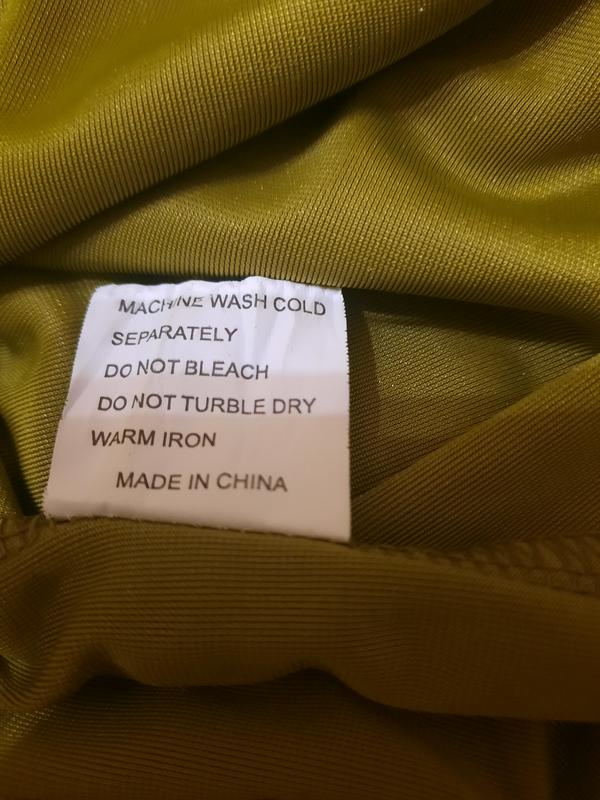 MACHINE WASH COLD
SEPARATELY
DO NOT BLEACH
DO NOT TURBLE DRY
WARM IRON
MADE IN CHINA